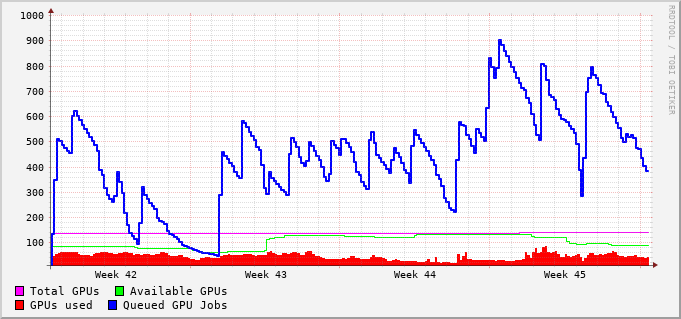 1000
900
800
700
600
500
400
300
200
100
Week 42 Week 43 Week 44 Week 45
Total GPUs Available GPUs
GPUs used Queued GPU Jobs
RRDTOOL / TOBI OETIKER